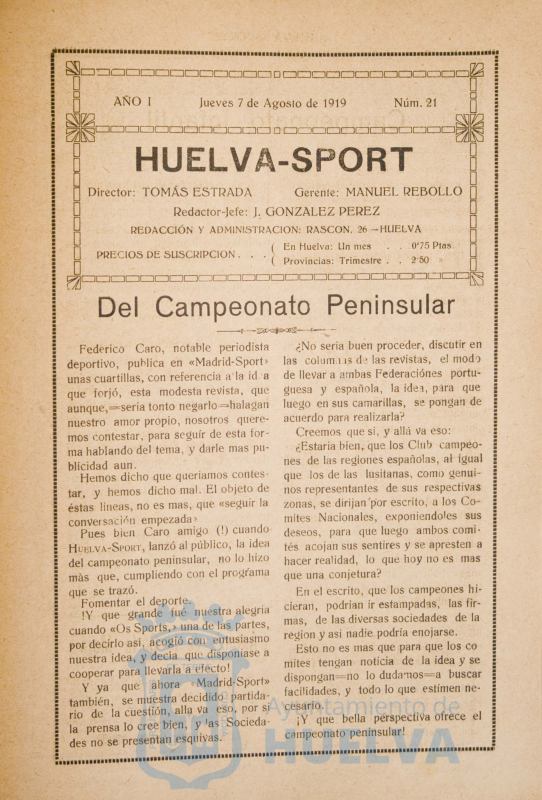 AÑO I
Jueves 7 de Agosto de 1919
Núm. 21
HUELVA-SPORT
Director: TOMÁS ESTRADA
Gerente: MANUEL REBOLLO
Redactor-Jefe: J. GONZALEZ PEREZ
REDACCIÓN Y ADMINISTRACION: RASCON, 26 —HUELVA
PRECIOS DE SUSCRIPCION . . .
En Huelva: Un mes . . 0'75 Ptas
Provincias: Trimestre . . 2'50 »
Del Campeonato Peninsular
Federico Caro, notable periodista
deportivo, publica en «Madrid-Sport»
unas cuartillas, con referencia a la id a
que forjó, esta modesta revista, que
aunque,=seria tonto negarlo=halagan
nuestro amor propio, nosotros quere-
mos contestar, para seguir de esta for-
ma hablando del tema, y darle mas pu-
blicidad aun.
Hemos dicho que queriamos contes-
tar, y hemos dicho mal. El objeto de
éstas líneas, no es mas, que «seguir la
conversación empezada»
Pues bien Caro amigo (!) cuando
HUELVA-SPORT, lanzó al público, la idea
del campeonato peninsular, no lo hizo
màs que, cumpliendo con el programa
que se trazó.
Fomentar el deporte.
!Y que grande fué nuestra alegria
cuando «Os Sports,» una de las partes,
por decirlo asi, acogió con entusiasmo
nuestra idea, y decia que disponiase a
cooperar para llevarla a efecto!
Y ya que ahora «Madrid-Sport»
también, se muestra decidido partida-
rio de la cuestión, alla va eso, por si
la prensa lo cree bien, y las Socieda-
des no se presentan esquivas.
¿No seria buen proceder, discutir en
las columnas de las revistas, el modo
de llevar a ambas Federaciónes portu-
guesa y española, la idea, para que
luego en sus camarillas, se pongan de
acuerdo para realizarla?
Creemos que si, y allá va eso:
¿Estaria bien, que los Club campeo-
nes de las regiones españolas, al igual
que los de las lusitanas, como genui-
nos representantes de sus respectivas
zonas, se dirijan por escrito, a los Co-
mites Nacionales, exponiendoles sus
deseos, para que luego ambos comi-
tés acojan sus sentires y se apresten a
hacer realidad, lo que hoy no es mas
que una conjetura?
En el escrito, que los campeones hi-
cieran, podrian ir estampadas, las fir-
mas, de las diversas sociedades de la
region y asi nadie podría enojarse.
Esto no es mas que para que los co
mites tengan noticia de la idea y se
dispongan=no lo dudamos=a buscar
facilidades, y todo lo estimen ne-
cesario.
¡Y que bella perspectiva ofrece el
campeonato peninsular!
Ayuntamiento de
HUELVA